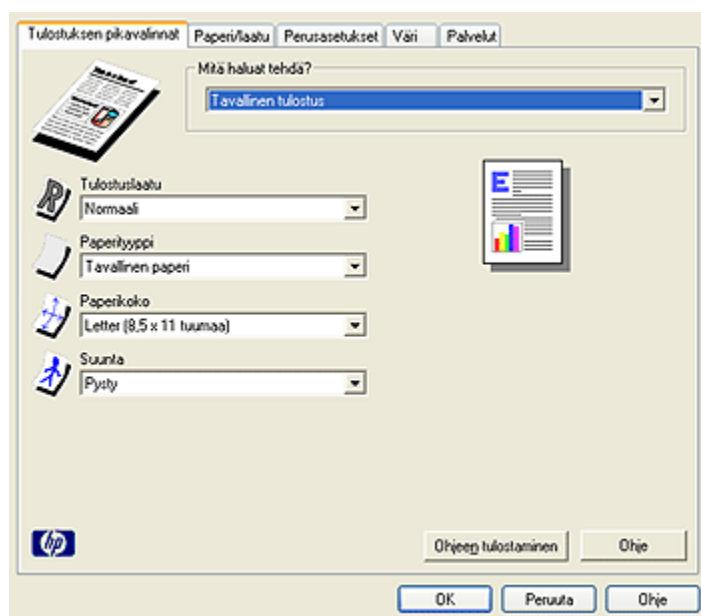 Tulostuksen pikavalinnat Paperi/laatu Perusasetukset Väri Palvelut
Mitä haluat tehdä?
Tavallinen tulostus
E
R
Tulostuslaatu
Normaali
Paperityyppi
Tavallinen paperi
Paperikoko
Letter (8,5 x 11 tuumaa)
Suunta
Pysty
hp
Ohjeen tulostaminen Ohje
OK Peruuta Ohje